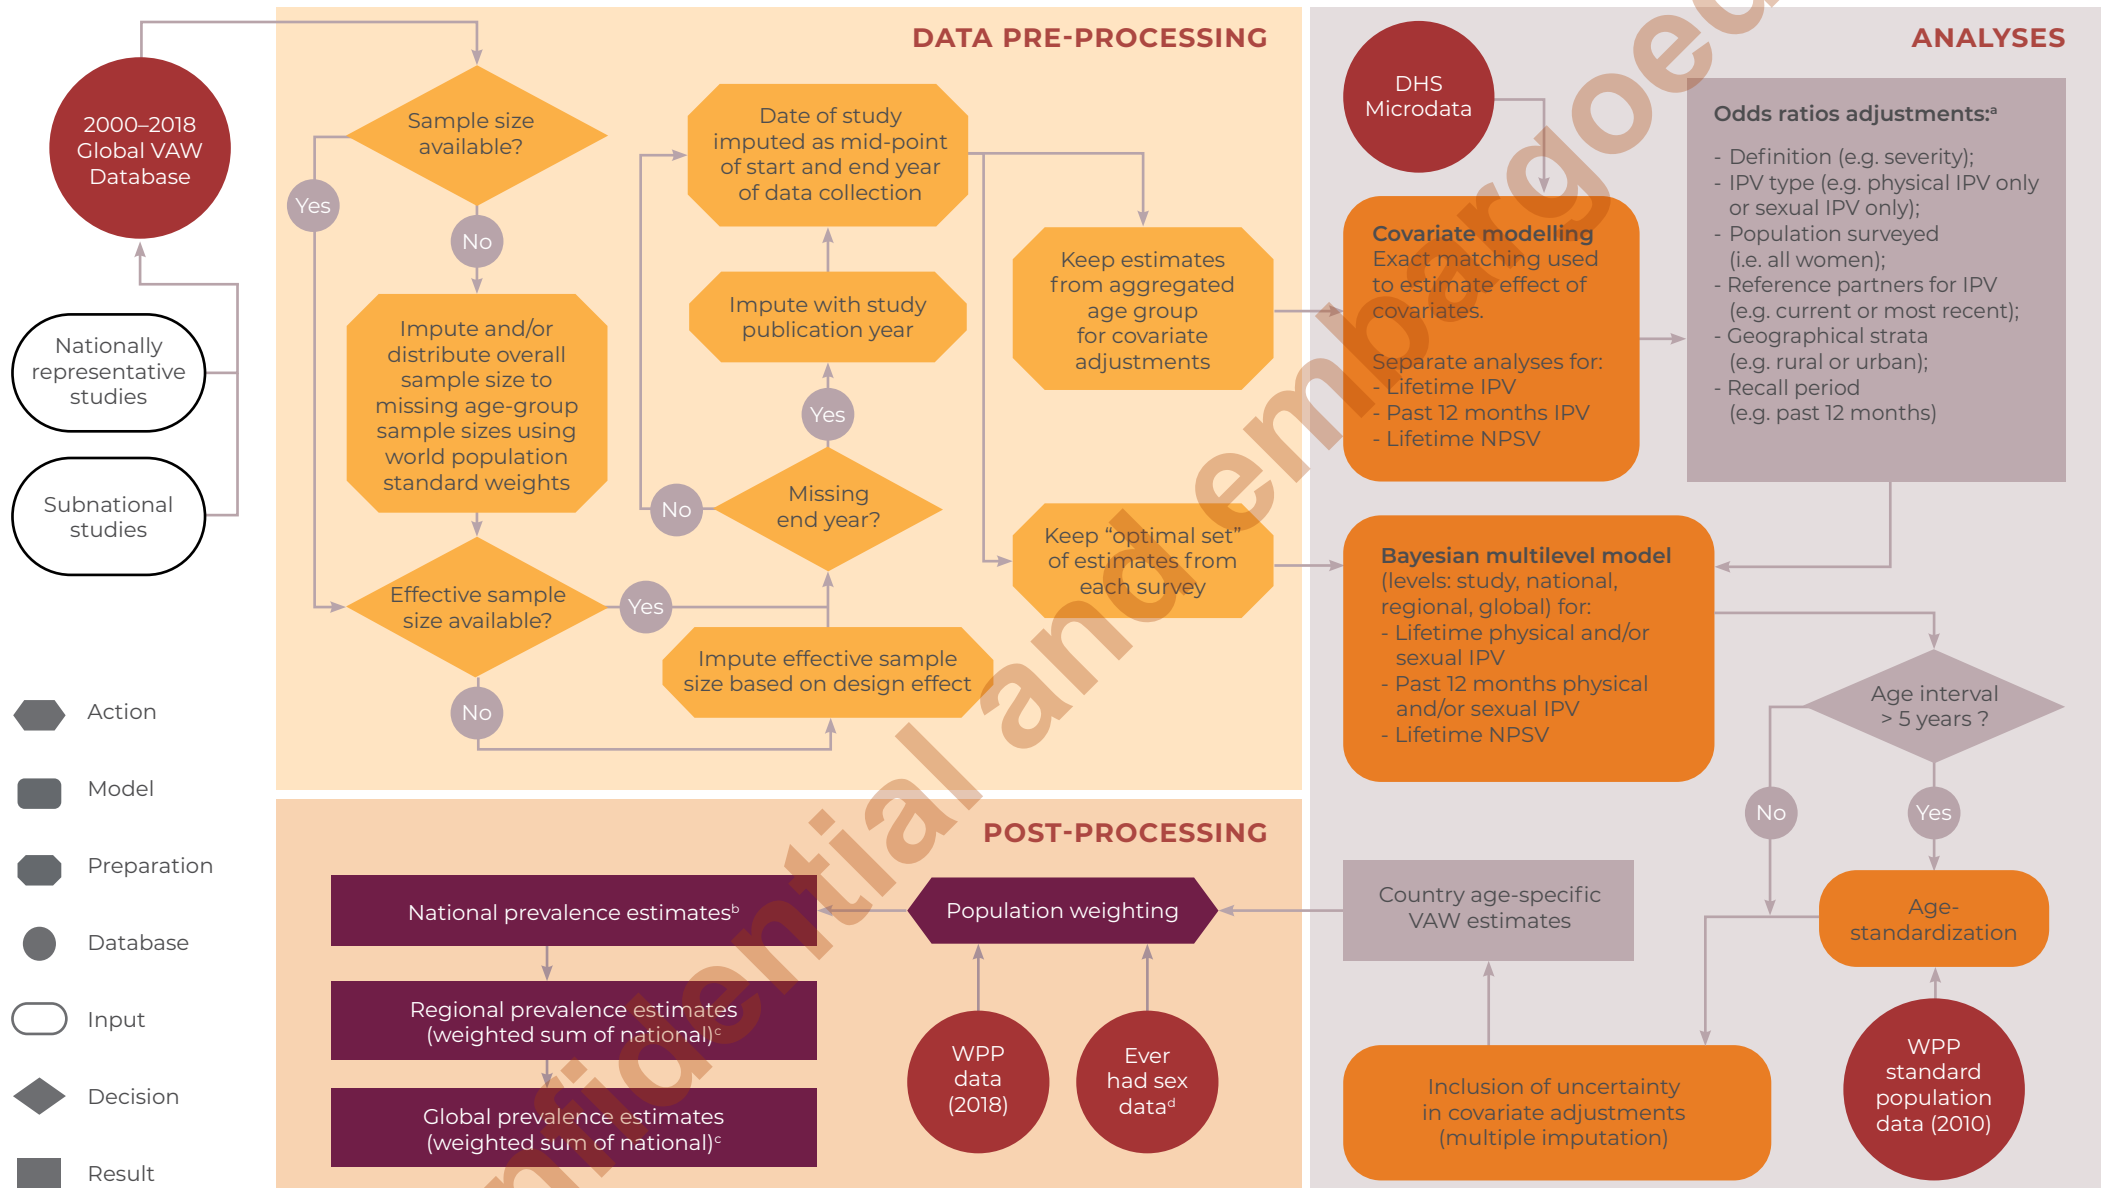 2000–2018
Global VAW
Database
Nationally
representative
studies
Subnational
studies
Action
Model
Preparation
Database
Input
Decision
Result
DATA PRE-PROCESSING
Sample size
available?
Yes
No
Impute and/or
distribute overall
sample size to
missing age-group
sample sizes using
world population
standard weights
Effective sample
size available?
Yes
No
Impute effective sample
size based on design effect
Missing
end year?
No
Yes
Impute with study
publication year
Date of study
imputed as mid-point
of start and end year
of data collection
Keep estimates
from aggregated
age group
for covariate
adjustments
Keep “optimal set”
of estimates from
each survey
ANALYSES
DHS
Microdata
Covariate modelling
Exact matching used
to estimate effect of
covariates.
Separate analyses for:
- Lifetime IPV
- Past 12 months IPV
- Lifetime NPSV
Odds ratios adjustments:ᵃ
- Definition (e.g. severity);
- IPV type (e.g. physical IPV only
or sexual IPV only);
- Population surveyed
(i.e. all women);
- Reference partners for IPV
(e.g. current or most recent);
- Geographical strata
(e.g. rural or urban);
- Recall period
(e.g. past 12 months)
Bayesian multilevel model
(levels: study, national,
regional, global) for:
- Lifetime physical and/or
sexual IPV
- Past 12 months physical
and/or sexual IPV
- Lifetime NPSV
Age interval
> 5 years ?
No
Yes
Age-
standardization
WPP
standard
population
data (2010)
Inclusion of uncertainty
in covariate adjustments
(multiple imputation)
Country age-specific
VAW estimates
POST-PROCESSING
Population weighting
WPP
data
(2018)
Ever
had sex
dataᵈ
National prevalence estimatesᵇ
Regional prevalence estimates
(weighted sum of national)ᶜ
Global prevalence estimates
(weighted sum of national)ᶜ
nfidential and embargoed